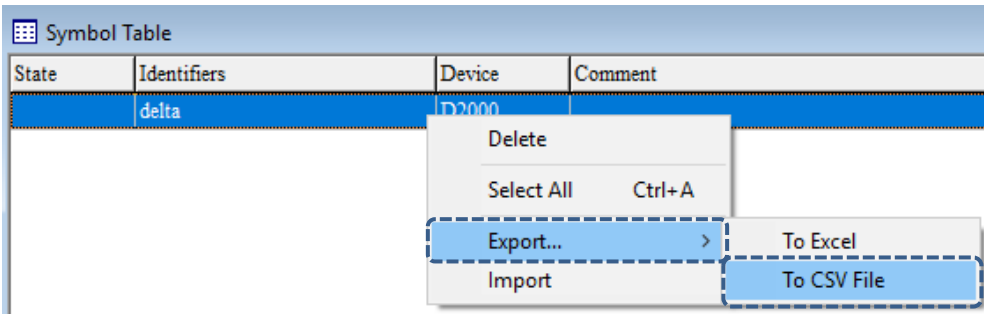 Symbol Table
State Identifiers Device Comment
delta D2000
Delete
Select All Ctrl+A
Export... > To Excel
Import To CSV File